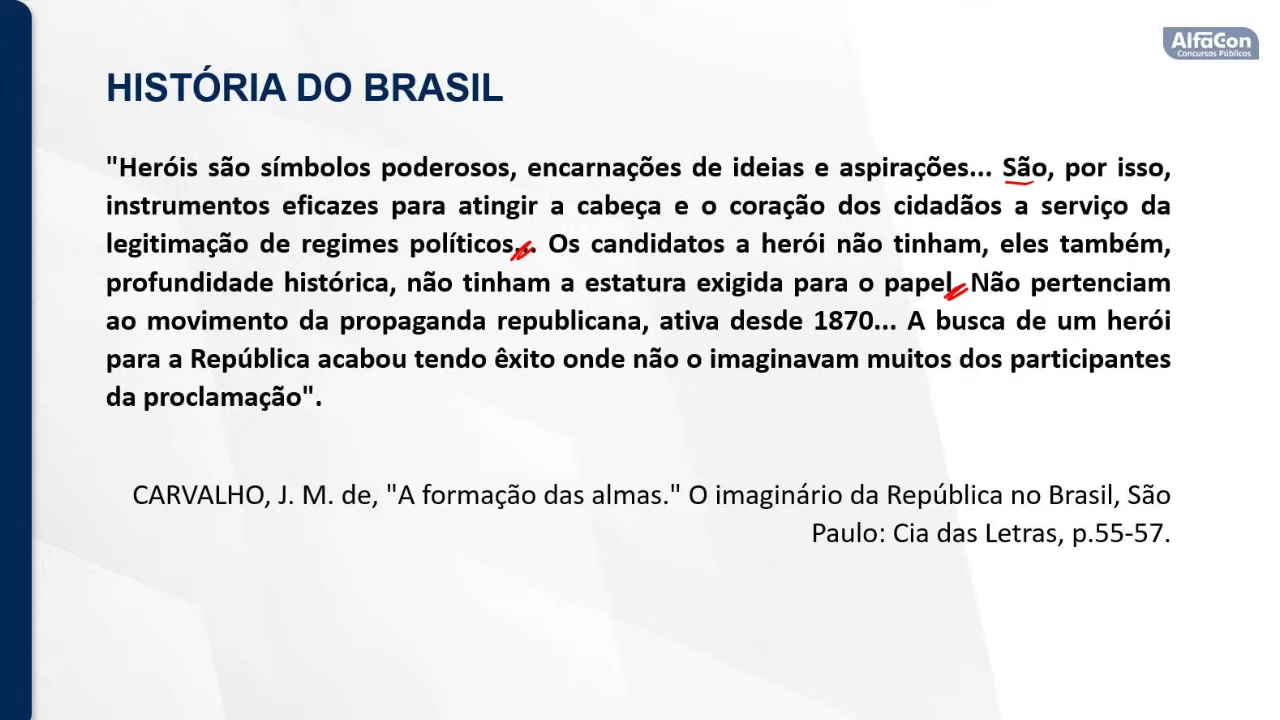 AlfaCon
Concursos Públicos
HISTÓRIA DO BRASIL
"Heróis são símbolos poderosos, encarnações de ideias e aspirações... São, por isso,
instrumentos eficazes para atingir a cabeça e o coração dos cidadãos a serviço da
legitimação de regimes políticos... Os candidatos a herói não tinham, eles também,
profundidade histórica, não tinham a estatura exigida para o papel. Não pertenciam
ao movimento da propaganda republicana, ativa desde 1870... A busca de um herói
para a República acabou tendo êxito onde não o imaginavam muitos dos participantes
da proclamação".
CARVALHO, J. M. de, "A formação das almas." O imaginário da República no Brasil, São
Paulo: Cia das Letras, p.55-57.